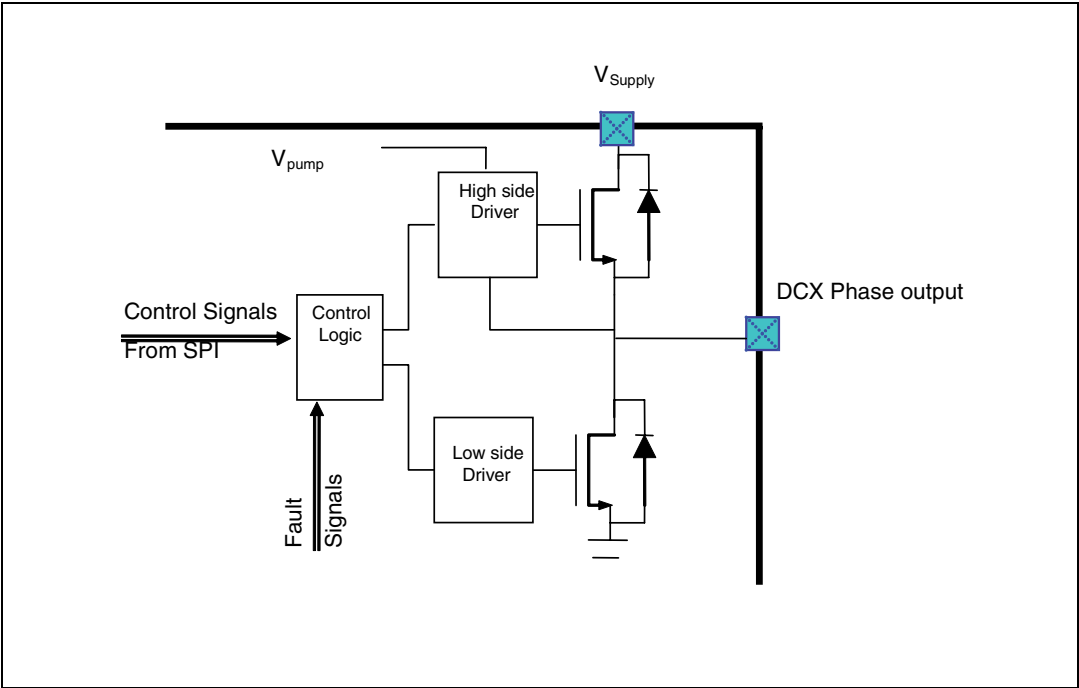 VSupply
Vpump
High side
Driver
DCX Phase output
Control Signals
From SPI
Control
Logic
Low side
Driver
Fault
Signals